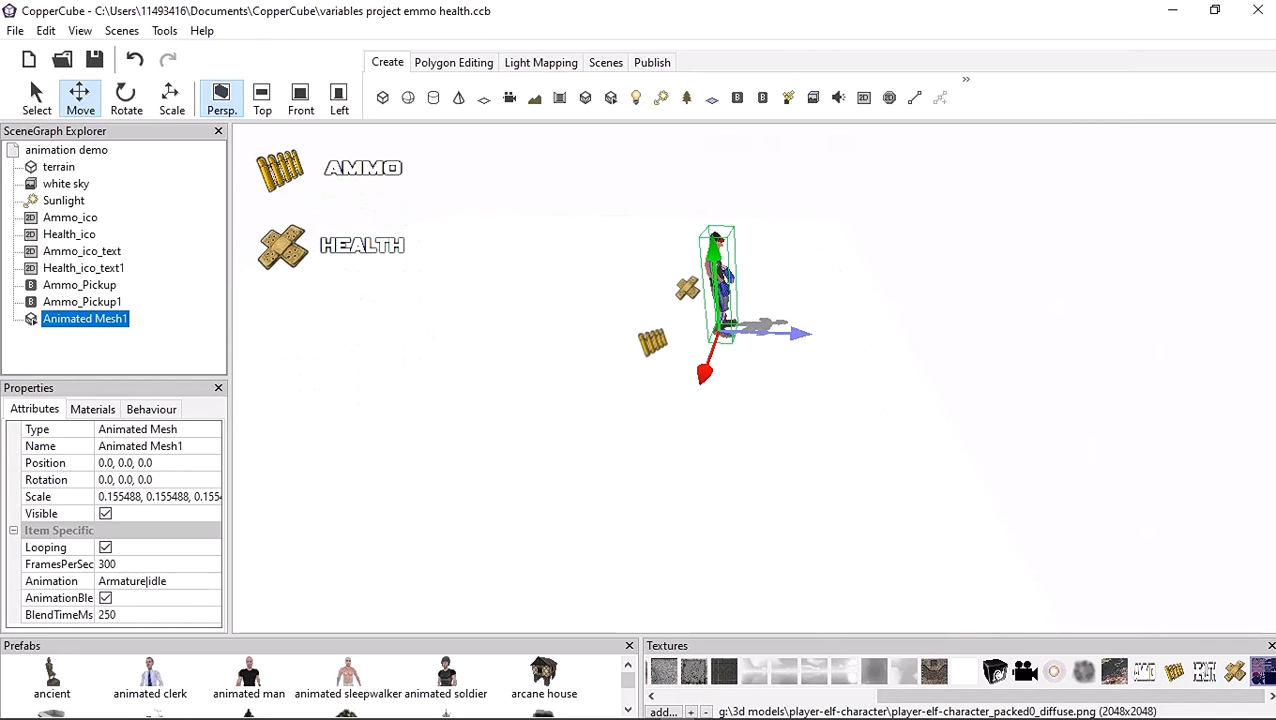 CopperCube - C:\Users\11493416\Documents\CopperCube\variables project emmo health.ccb
File Edit View Scenes Tools Help
Create Polygon Editing Light Mapping Scenes Publish
Select Move Rotate Scale Persp. Top Front Left
SceneGraph Explorer
animation demo
terrain
white sky
Sunlight
Ammo_ico
Health_ico
Ammo_ico_text
Health_ico_text1
Ammo_Pickup
Ammo_Pickup1
Animated Mesh1
AMMO
HEALTH
Properties
Attributes Materials Behaviour
Type Animated Mesh
Name Animated Mesh1
Position 0.0, 0.0, 0.0
Rotation 0.0, 0.0, 0.0
Scale 0.155488, 0.155488, 0.155
Visible
Item Specific
Looping
FramesPerSec 300
Animation Armature|idle
AnimationBle
BlendTimeMs 250
Prefabs
ancient animated clerk animated man animated sleepwalker animated soldier arcane house
Textures
add... + - g:\3d models\player-elf-character\player-elf-character_packed0_diffuse.png (2048x2048)